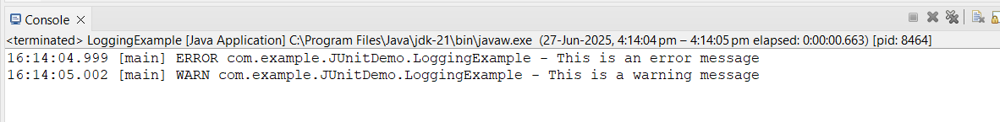 Console
<terminated> LoggingExample [Java Application] C:\Program Files\Java\jdk-21\bin\javaw.exe (27-Jun-2025, 4:14:04 pm – 4:14:05 pm elapsed: 0:00:00.663) [pid: 8464]
16:14:04.999 [main] ERROR com.example.JUnitDemo.LoggingExample - This is an error message
16:14:05.002 [main] WARN com.example.JUnitDemo.LoggingExample - This is a warning message